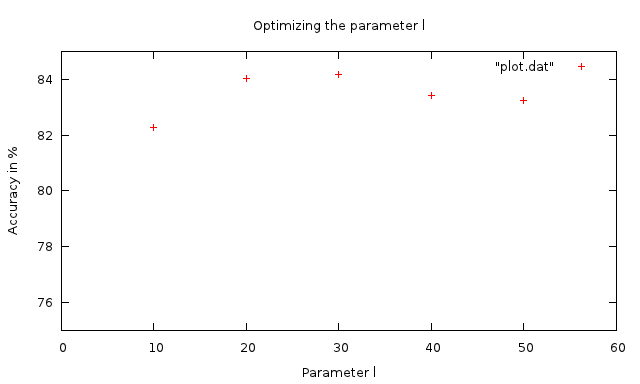 Optimizing the parameter l
"plot.dat"
84
82
80
78
76
Accuracy in %
0 10 20 30 40 50 60
Parameter l